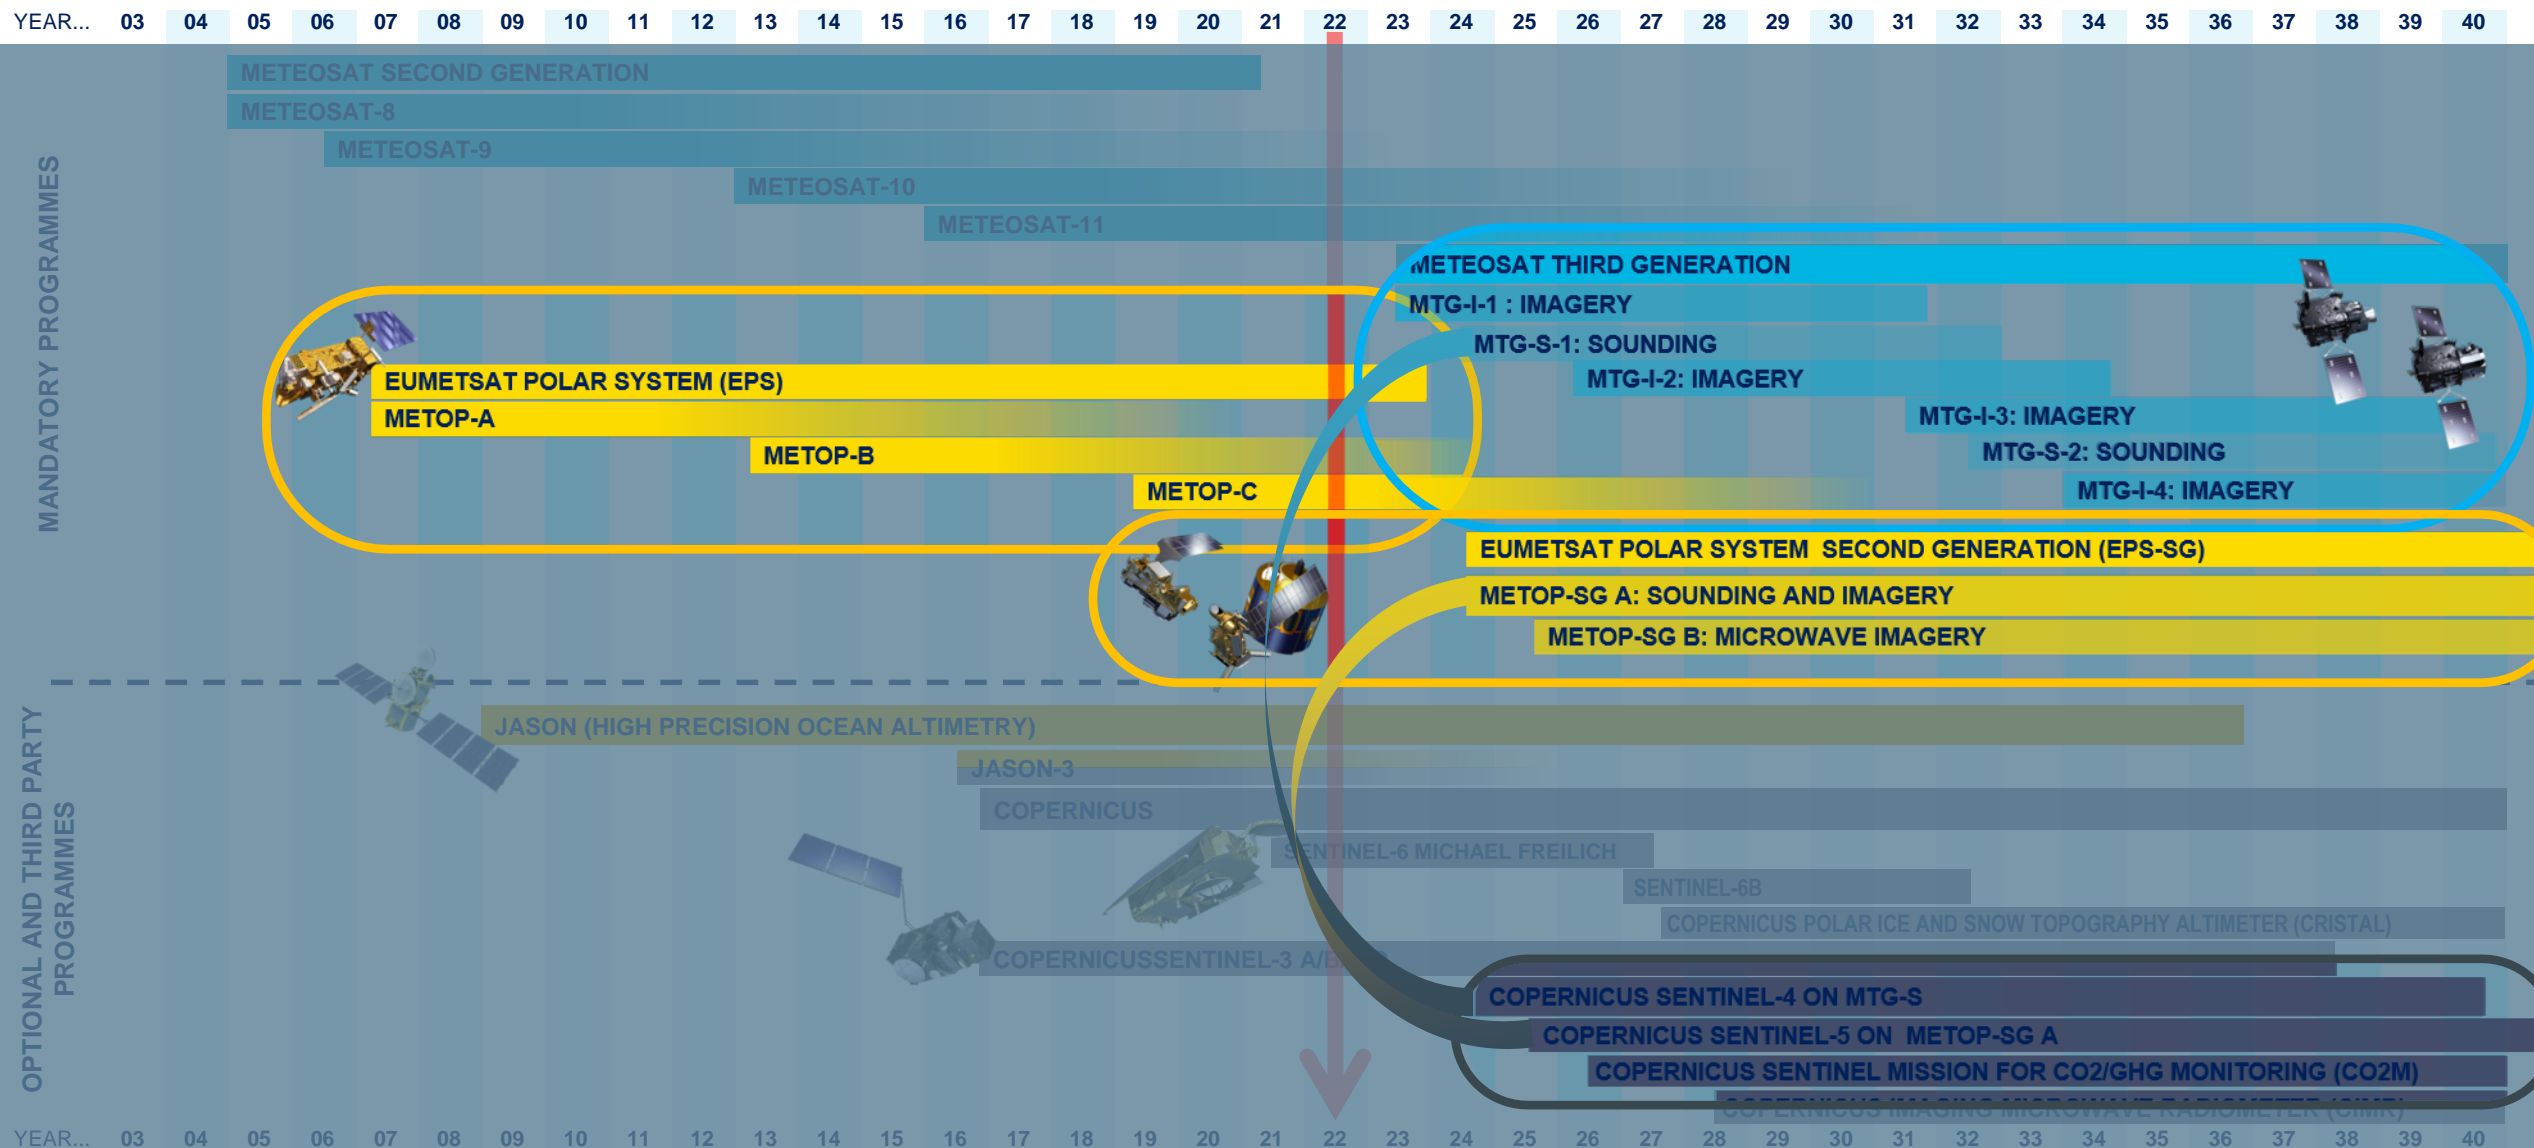 YEAR... 03 04 05 06 07 08 09 10 11 12 13 14 15 16 17 18 19 20 21 22 23 24 25 26 27 28 29 30 31 32 33 34 35 36 37 38 39 40
MANDATORY PROGRAMMES
METEOSAT SECOND GENERATION
METEOSAT-8
METEOSAT-9
METEOSAT-10
METEOSAT-11
METEOSAT THIRD GENERATION
MTG-I-1 : IMAGERY
MTG-S-1: SOUNDING
MTG-I-2: IMAGERY
MTG-I-3: IMAGERY
MTG-S-2: SOUNDING
MTG-I-4: IMAGERY
EUMETSAT POLAR SYSTEM (EPS)
METOP-A
METOP-B
METOP-C
EUMETSAT POLAR SYSTEM SECOND GENERATION (EPS-SG)
METOP-SG A: SOUNDING AND IMAGERY
METOP-SG B: MICROWAVE IMAGERY
OPTIONAL AND THIRD PARTY
PROGRAMMES
JASON (HIGH PRECISION OCEAN ALTIMETRY)
JASON-3
COPERNICUS
SENTINEL-6 MICHAEL FREILICH
SENTINEL-6B
COPERNICUS POLAR ICE AND SNOW TOPOGRAPHY ALTIMETER (CRISTAL)
COPERNICUSSENTINEL-3
COPERNICUS SENTINEL-4 ON MTG-S
COPERNICUS SENTINEL-5 ON METOP-SG A
COPERNICUS SENTINEL MISSION FOR CO2/GHG MONITORING (CO2M)
COPERNICUS IMAGING MICROWAVE RADIOMETER (CIMR)
YEAR... 03 04 05 06 07 08 09 10 11 12 13 14 15 16 17 18 19 20 21 22 23 24 25 26 27 28 29 30 31 32 33 34 35 36 37 38 39 40